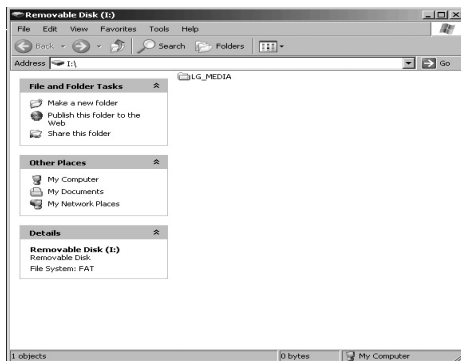 Removable Disk (I:)
File Edit View Favorites Tools Help
Back Search Folders
Address I:\ Go
File and Folder Tasks
Make a new folder
Publish this folder to the
Web
Share this folder
Other Places
My Computer
My Documents
My Network Places
Details
Removable Disk (I:)
Removable Disk
File System: FAT
LG_MEDIA
1 objects 0 bytes My Computer